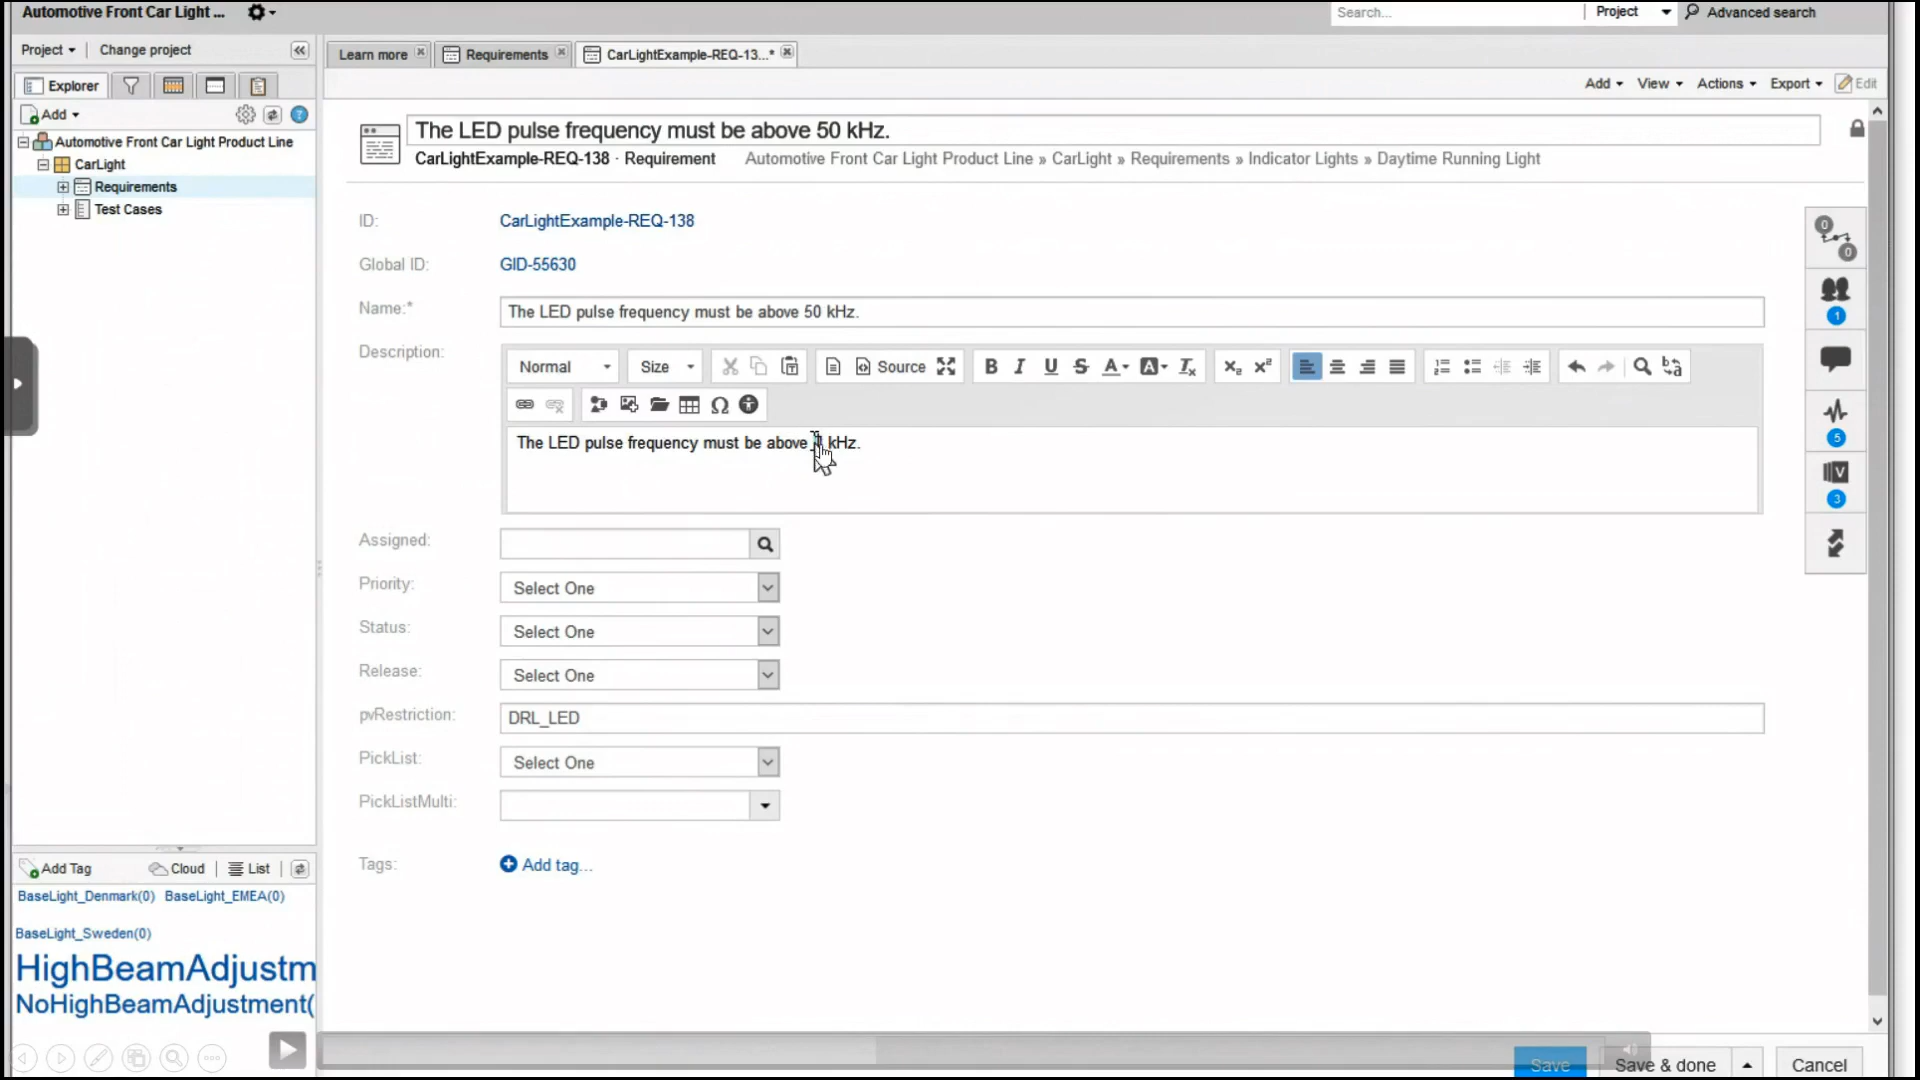 Automotive Front Car Light ...
Search...
Project
Advanced search
Project
Change project
Learn more
Requirements
CarLightExample-REQ-13...*
Explorer
Add
View
Actions
Export
Edit
Add
Automotive Front Car Light Product Line
CarLight
Requirements
Test Cases
The LED pulse frequency must be above 50 kHz.
CarLightExample-REQ-138 · Requirement
Automotive Front Car Light Product Line » CarLight » Requirements » Indicator Lights » Daytime Running Light
ID:
CarLightExample-REQ-138
Global ID:
GID-55630
Name:*
The LED pulse frequency must be above 50 kHz.
Description:
Normal
Size
Source
The LED pulse frequency must be above
kHz.
Assigned:
Priority:
Select One
Status:
Select One
Release:
Select One
pvRestriction:
DRL_LED
PickList:
Select One
PickListMulti:
Tags:
Add tag...
0
0
1
5
V
3
Add Tag
Cloud
List
BaseLight_Denmark(0) BaseLight_EMEA(0)
BaseLight_Sweden(0)
HighBeamAdjustm
NoHighBeamAdjustment(
Save
Save & done
Cancel